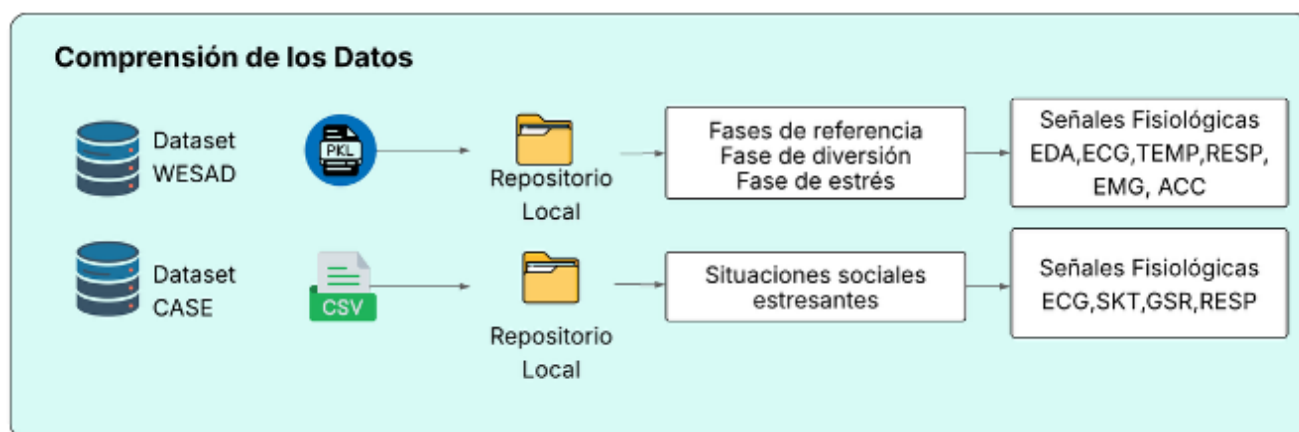 Comprensión de los Datos
Dataset
WESAD
PKL
Repositorio
Local
Fases de referencia
Fase de diversión
Fase de estrés
Señales Fisiológicas
EDA,ECG,TEMP,RESP,
EMG, ACC
Dataset
CASE
CSV
Repositorio
Local
Situaciones sociales
estresantes
Señales Fisiológicas
ECG,SKT,GSR,RESP